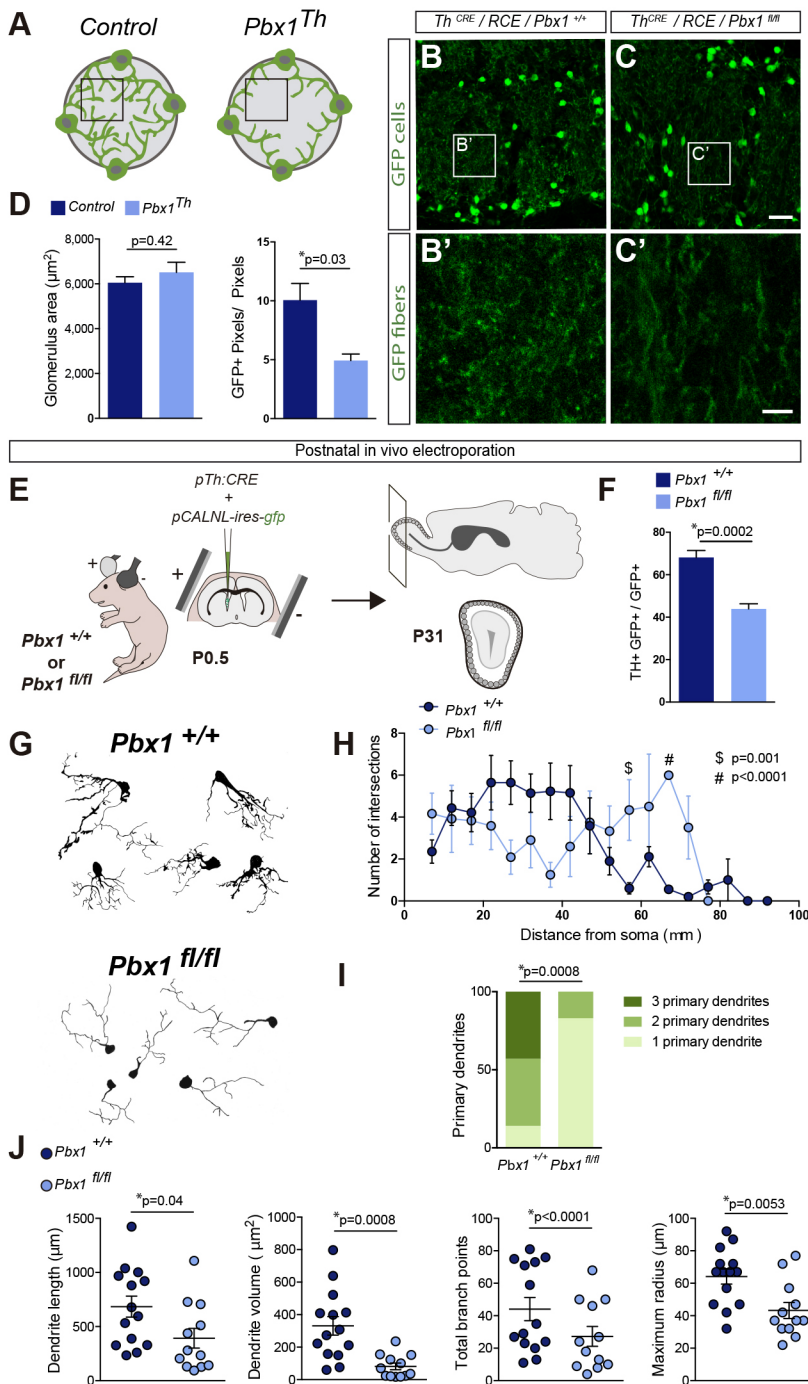 A
Control
Pbx1Th
Th CRE / RCE / Pbx1 +/+
ThCRE / RCE / Pbx1 fl/fl
GFP cells
B
B'
C
C'
GFP fibers
B'
C'
D
Control
Pbx1Th
Glomerulus area (µm2)
8,000
6,000
4,000
2,000
0
p=0.42
GFP+ Pixels/ Pixels
15
10
5
0
*p=0.03
Postnatal in vivo electroporation
E
pTh:CRE
+
pCALNL-ires-gfp
+
-
+
-
Pbx1 +/+
or
Pbx1 fl/fl
P0.5
P31
F
Pbx1 +/+
Pbx1 fl/fl
TH+ GFP+ / GFP+
80
60
40
20
0
*p=0.0002
G
Pbx1 +/+
Pbx1 fl/fl
H
Pbx1 +/+
Pbx1 fl/fl
Number of intersections
8
6
4
2
0
$
#
$ p=0.001
# p<0.0001
0 20 40 60 80 100
Distance from soma (mm)
I
*p=0.0008
Primary dendrites
100
50
0
3 primary dendrites
2 primary dendrites
1 primary dendrite
Pbx1 +/+ Pbx1 fl/fl
J
Pbx1 +/+
Pbx1 fl/fl
Dendrite length (µm)
1500
1000
500
0
*p=0.04
Dendrite volume ( µm2)
1000
800
600
400
200
0
*p=0.0008
Total branch points
100
80
60
40
20
0
*p<0.0001
Maximum radius (µm)
100
80
60
40
20
0
*p=0.0053